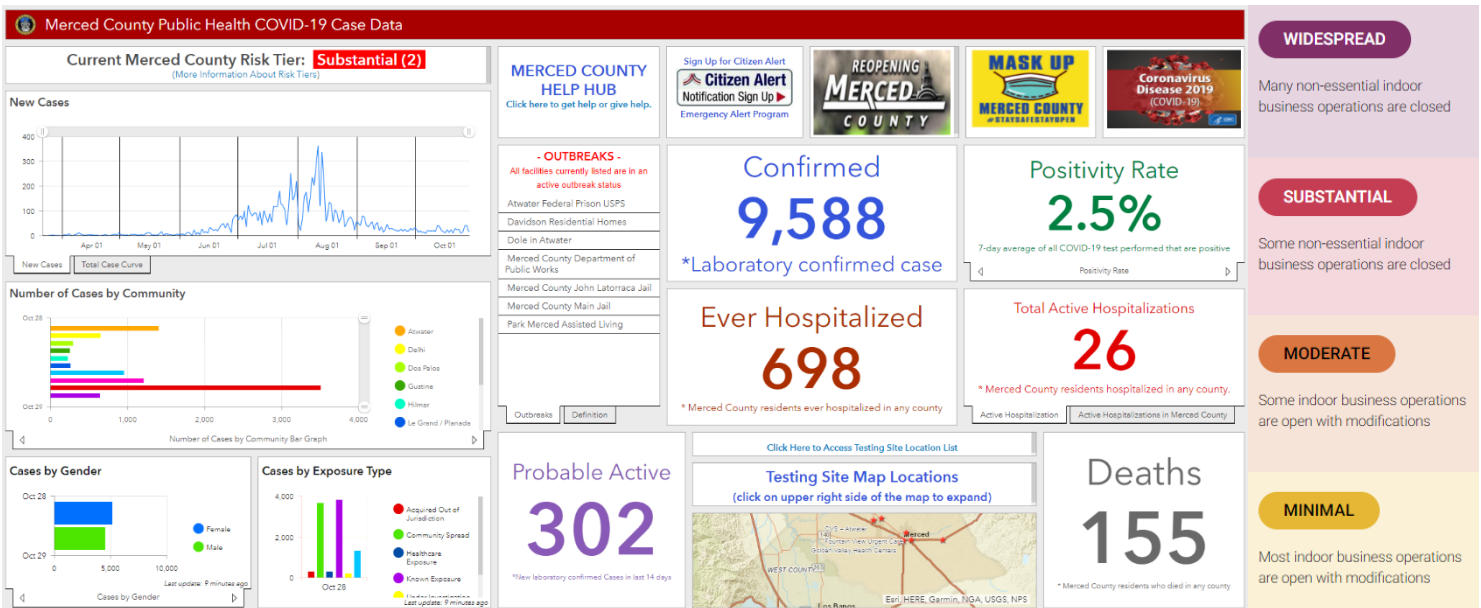 Merced County Public Health COVID-19 Case Data
Current Merced County Risk Tier: Substantial (2)
(More Information About Risk Tiers)
New Cases
400
300
200
100
0
Apr 01 May 01 Jun 01 Jul 01 Aug 01 Sep 01 Oct 01
New Cases Total Case Curve
Number of Cases by Community
Oct 28
Oct 29
0 1,000 2,000 3,000 4,000
Atwater
Delhi
Dos Palos
Gustine
Hilmar
Le Grand / Planada
Number of Cases by Community Bar Graph
Cases by Gender
Oct 28
Oct 29
0 5,000 10,000
Female
Male
Last update: 9 minutes ago
Cases by Gender
Cases by Exposure Type
4,000
2,000
0
Oct 28
Acquired Out of
Jurisdiction
Community Spread
Healthcare
Exposure
Known Exposure
Under Investigation
Last update: 9 minutes ago
MERCED COUNTY
HELP HUB
Click here to get help or give help.
Sign Up for Citizen Alert
Citizen Alert
Notification Sign Up
Emergency Alert Program
REOPENING
MERCED
COUNTY
MASK UP
MERCED COUNTY
#STAYSAFESTAYOPEN
Coronavirus
Disease 2019
(COVID-19)
CDC
- OUTBREAKS -
All facilities currently listed are in an
active outbreak status
Atwater Federal Prison USPS
Davidson Residential Homes
Dole in Atwater
Merced County Department of
Public Works
Merced County John Latorraca Jail
Merced County Main Jail
Park Merced Assisted Living
Outbreaks Definition
Confirmed
9,588
*Laboratory confirmed case
Positivity Rate
2.5%
7-day average of all COVID-19 test performed that are positive
Positivity Rate
Ever Hospitalized
698
* Merced County residents ever hospitalized in any county
Total Active Hospitalizations
26
* Merced County residents hospitalized in any county.
Active Hospitalization Active Hospitalizations in Merced County
Probable Active
302
*New laboratory confirmed Cases in last 14 days
Click Here to Access Testing Site Location List
Testing Site Map Locations
(click on upper right side of the map to expand)
CVS - Atwater
140
Fountain View Urgent Care
Golden Valley Health Centers
Merced
WEST COUNTY
Los Banos
Esri, HERE, Garmin, NGA, USGS, NPS
Deaths
155
* Merced County residents who died in any county
WIDESPREAD
Many non-essential indoor
business operations are closed
SUBSTANTIAL
Some non-essential indoor
business operations are closed
MODERATE
Some indoor business operations
are open with modifications
MINIMAL
Most indoor business operations
are open with modifications